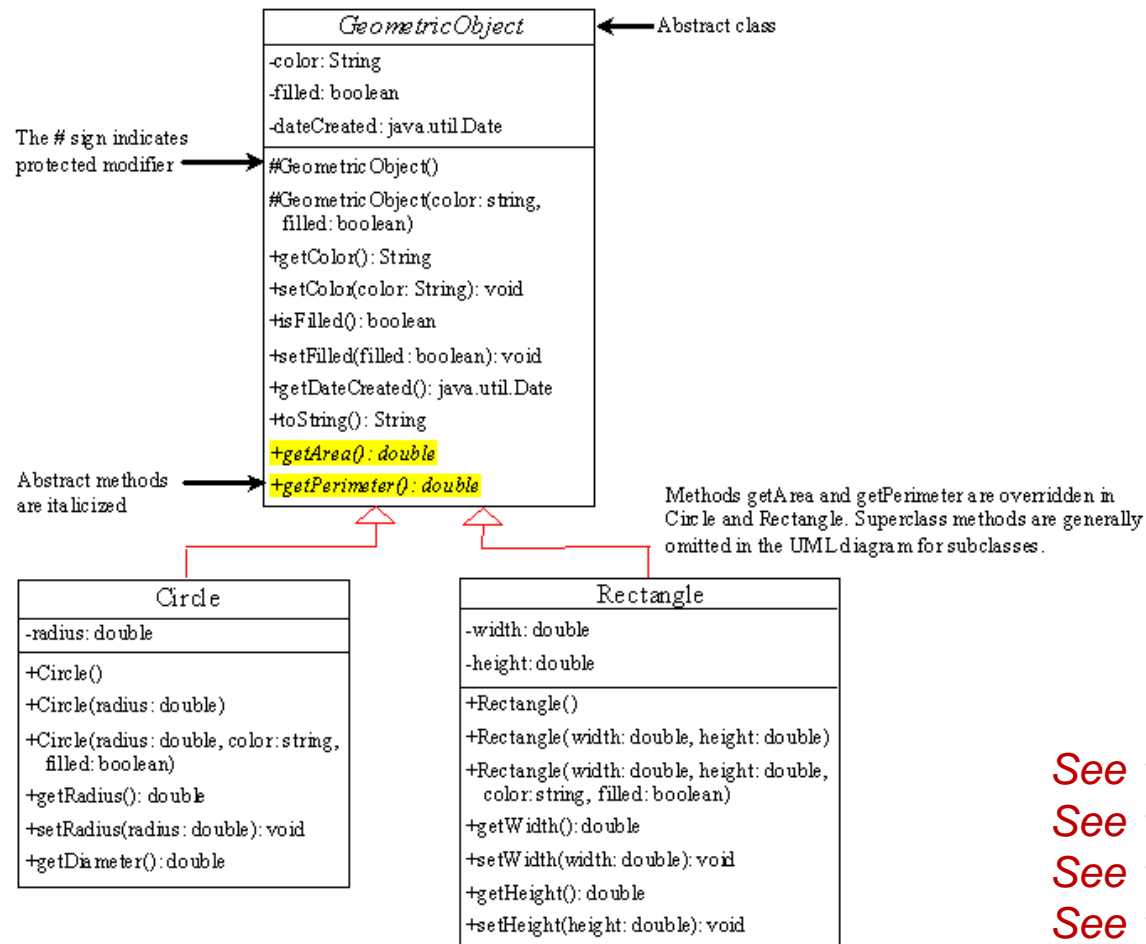 GeometricObject
Abstract class
-color: String
-filled: boolean
-dateCreated: java.util.Date
The # sign indicates
protected modifier
#GeometricObject()
#GeometricObject(color: string,
filled: boolean)
+getColor(): String
+setColor(color: String): void
+isFilled(): boolean
+setFilled(filled: boolean): void
+getDateCreated(): java.util.Date
+toString(): String
+getArea(): double
+getPerimeter(): double
Abstract methods
are italicized
Methods getArea and getPerimeter are overridden in
Circle and Rectangle. Superclass methods are generally
omitted in the UML diagram for subclasses.
Circle
-radius: double
+Circle()
+Circle(radius: double)
+Circle(radius: double, color: string,
filled: boolean)
+getRadius(): double
+setRadius(radius: double): void
+getDiameter(): double
Rectangle
-width: double
-height: double
+Rectangle()
+Rectangle(width: double, height: double)
+Rectangle(width: double, height: double,
color: string, filled: boolean)
+getWidth(): double
+setWidth(width: double): void
+getHeight(): double
+setHeight(height: double): void
See
See
See
See